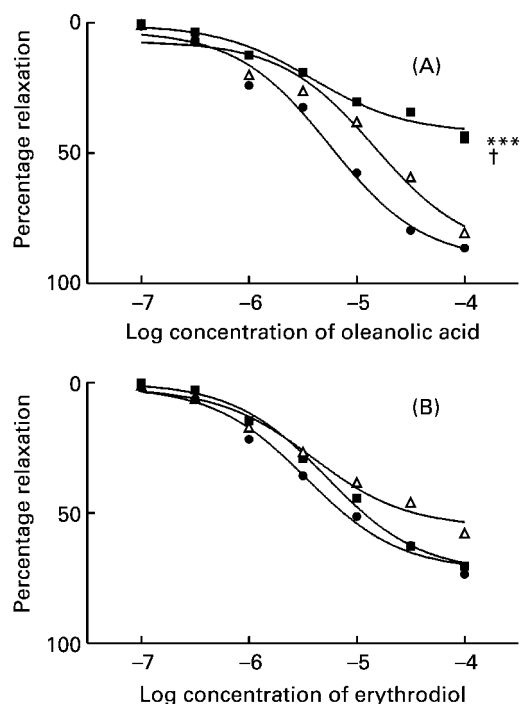 0
(A)
Percentage relaxation
50
***
†
100
−7 −6 −5 −4
Log concentration of oleanolic acid
0
(B)
Percentage relaxation
50
100
−7 −6 −5 −4
Log concentration of erythrodiol